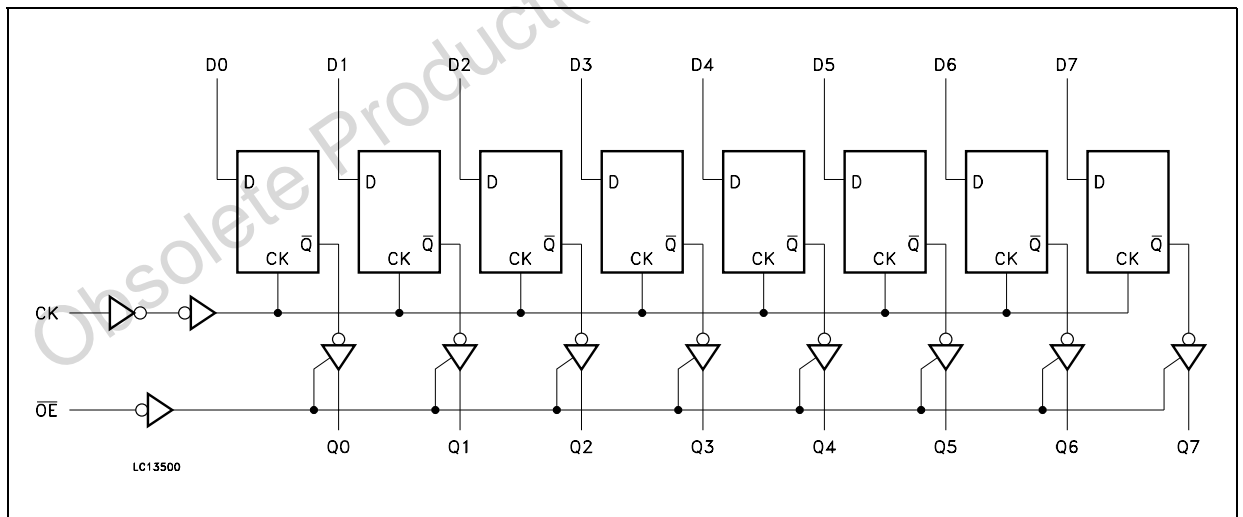 Obsolete Product(
D0 D1 D2 D3 D4 D5 D6 D7
D D D D D D D D
Q̅ Q̅ Q̅ Q̅ Q̅ Q̅ Q̅ Q̅
CK CK CK CK CK CK CK CK
CK
O̅E̅
Q0 Q1 Q2 Q3 Q4 Q5 Q6 Q7
LC13500